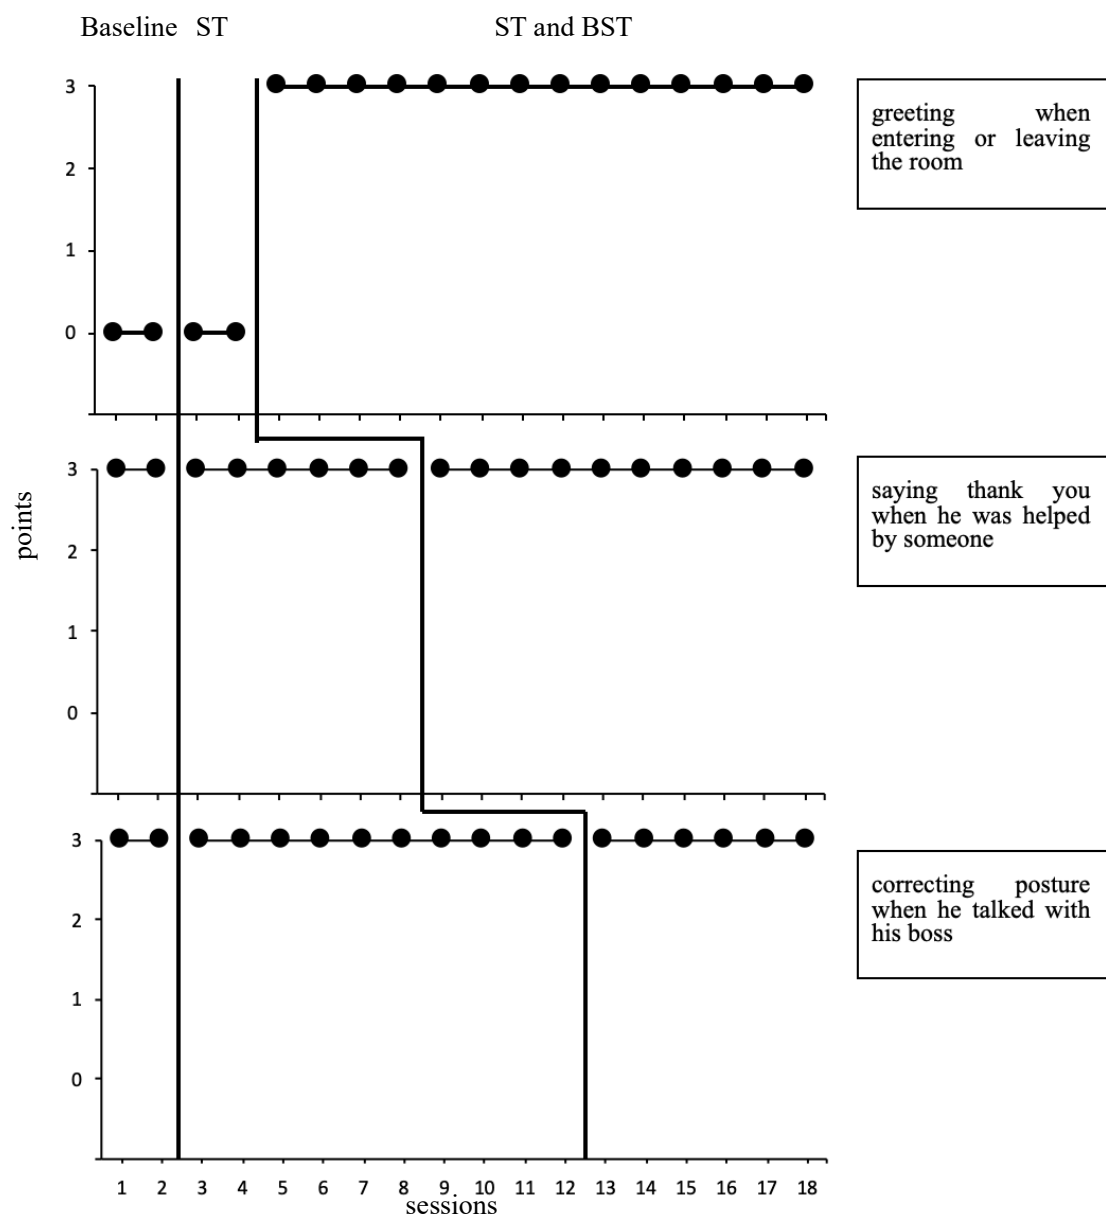 Baseline ST ST and BST
3
2
1
0
greeting when
entering or leaving
the room
points
3
2
1
0
saying thank you
when he was helped
by someone
3
2
1
0
correcting posture
when he talked with
his boss
1 2 3 4 5 6 7 8 9 10 11 12 13 14 15 16 17 18
sessions